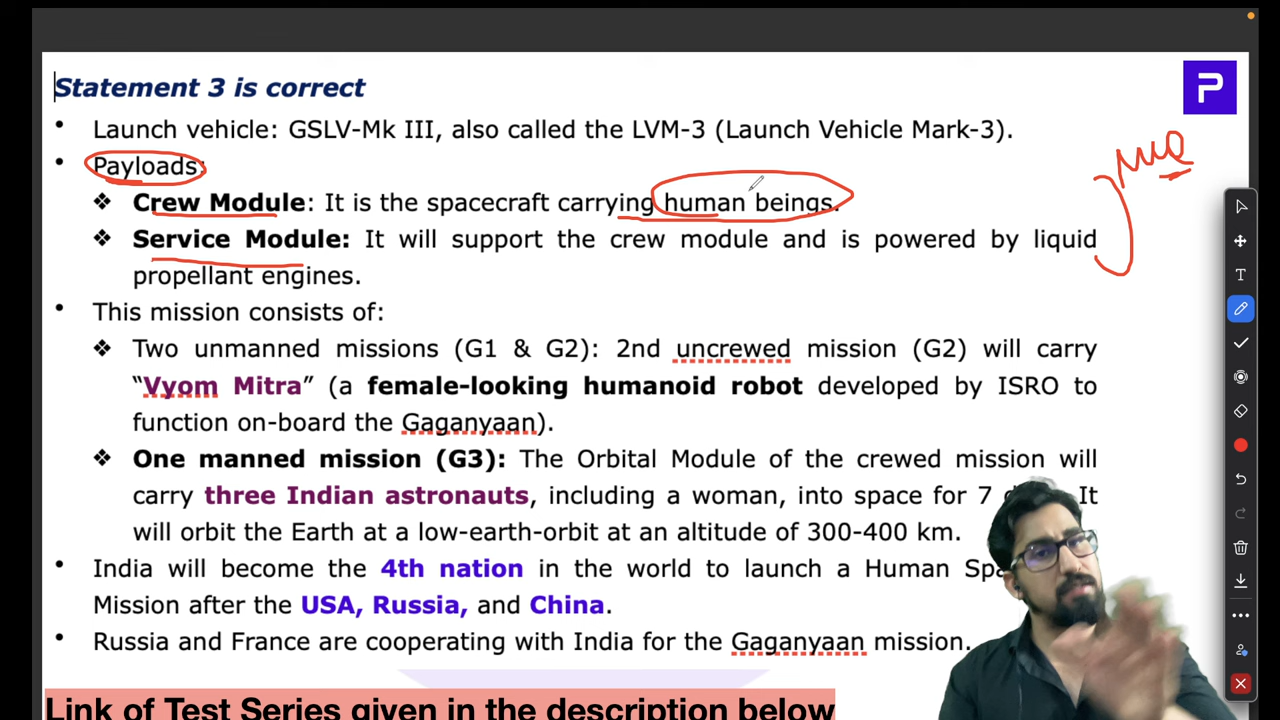 Statement 3 is correct
P
• Launch vehicle: GSLV-Mk III, also called the LVM-3 (Launch Vehicle Mark-3).
• Payloads:
❖ Crew Module: It is the spacecraft carrying human beings.
❖ Service Module: It will support the crew module and is powered by liquid
propellant engines.
• This mission consists of:
❖ Two unmanned missions (G1 & G2): 2nd uncrewed mission (G2) will carry
“Vyom Mitra” (a female-looking humanoid robot developed by ISRO to
function on-board the Gaganyaan).
❖ One manned mission (G3): The Orbital Module of the crewed mission will
carry three Indian astronauts, including a woman, into space for 7 It
will orbit the Earth at a low-earth-orbit at an altitude of 300-400 km.
• India will become the 4th nation in the world to launch a Human
Mission after the USA, Russia, and China.
• Russia and France are cooperating with India for the Gaganyaan mission.
Link of Test Series given in the description below
T